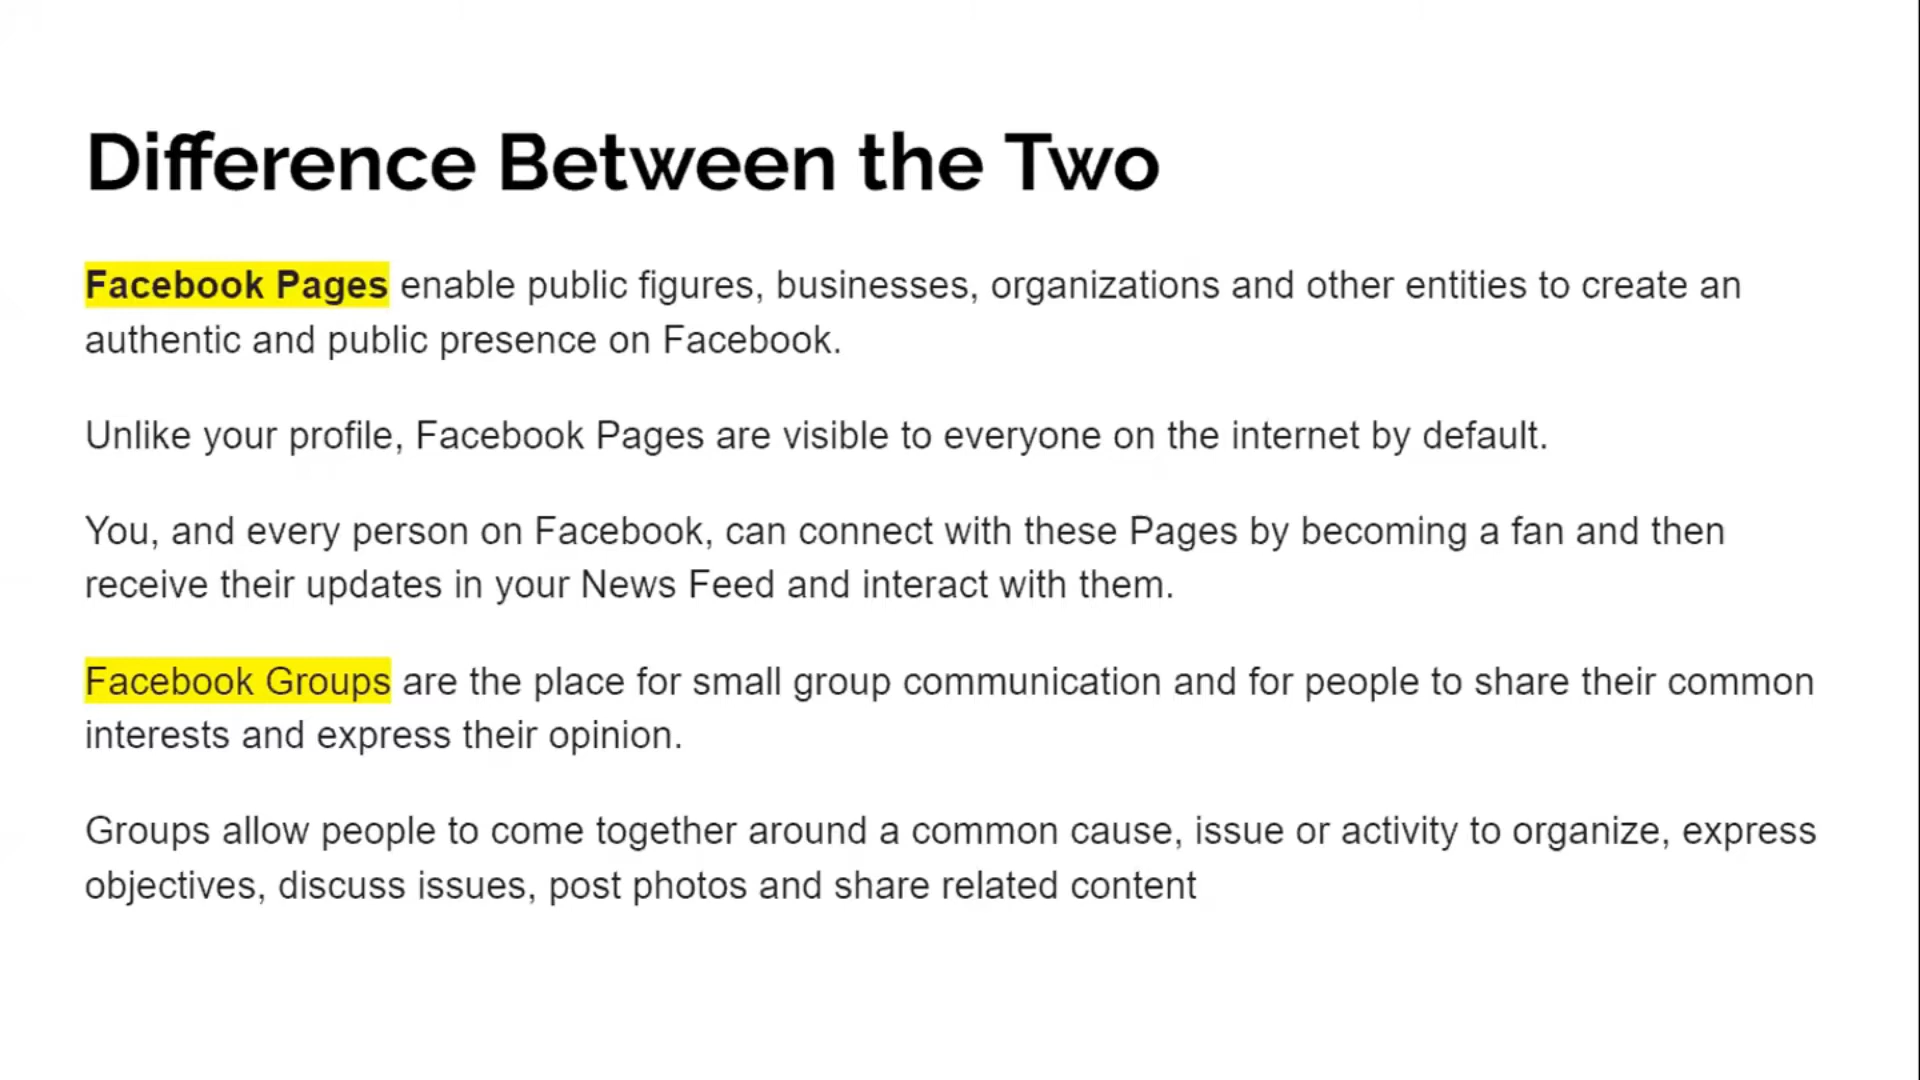 Difference Between the Two
Facebook Pages enable public figures, businesses, organizations and other entities to create an
authentic and public presence on Facebook.
Unlike your profile, Facebook Pages are visible to everyone on the internet by default.
You, and every person on Facebook, can connect with these Pages by becoming a fan and then
receive their updates in your News Feed and interact with them.
Facebook Groups are the place for small group communication and for people to share their common
interests and express their opinion.
Groups allow people to come together around a common cause, issue or activity to organize, express
objectives, discuss issues, post photos and share related content